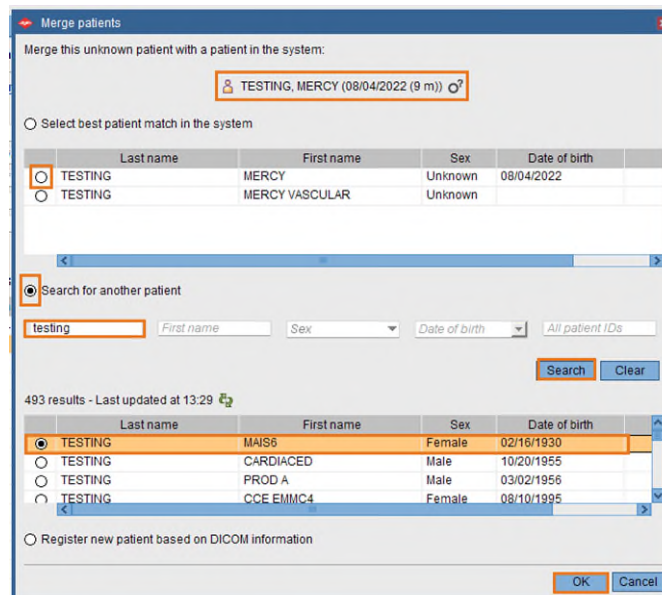 Merge patients
Merge this unknown patient with a patient in the system:
TESTING, MERCY (08/04/2022 (9 m))
Select best patient match in the system
Last name First name Sex Date of birth
TESTING MERCY Unknown 08/04/2022
TESTING MERCY VASCULAR Unknown
Search for another patient
testing First name Sex Date of birth All patient IDs
Search Clear
493 results - Last updated at 13:29
Last name First name Sex Date of birth
TESTING MAIS6 Female 02/16/1930
TESTING CARDIACED Male 10/20/1955
TESTING PROD A Male 03/02/1956
TESTING CCE EMMC4 Female 08/10/1995
Register new patient based on DICOM information
OK Cancel